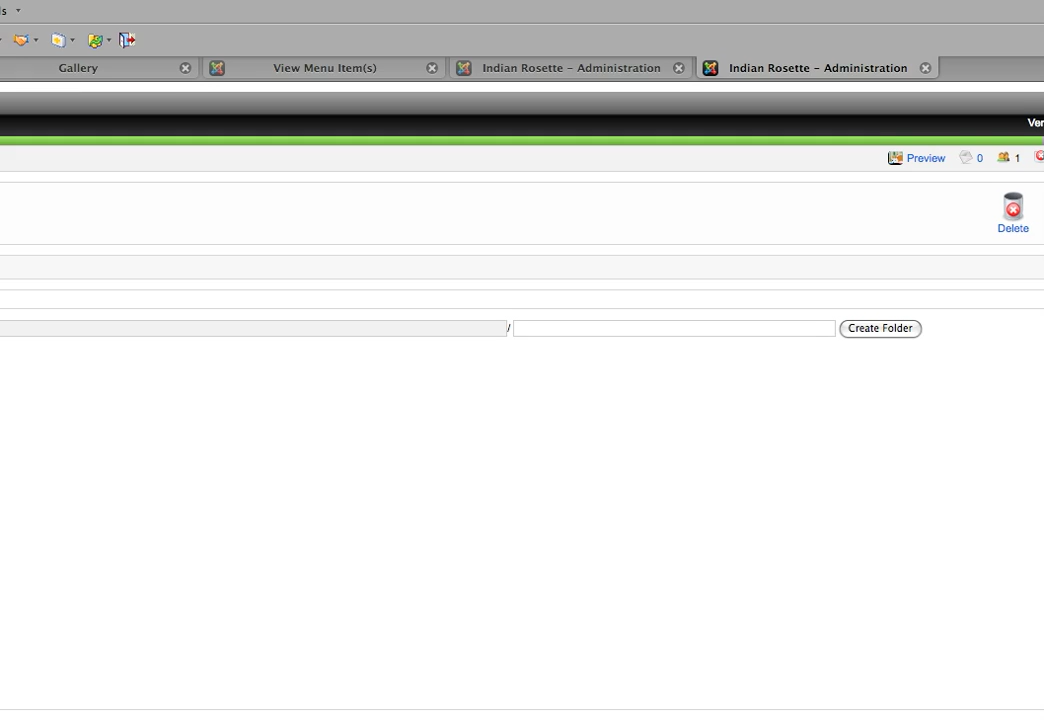 Gallery View Menu Item(s) Indian Rosette – Administration Indian Rosette – Administration
Preview 0 1
Delete
/ Create Folder